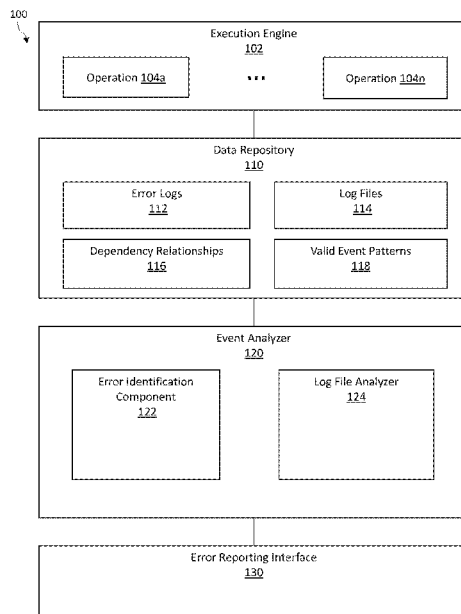 100
Execution Engine
102
Operation 104a
...
Operation 104n
Data Repository
110
Error Logs
112
Log Files
114
Dependency Relationships
116
Valid Event Patterns
118
Event Analyzer
120
Error Identification
Component
122
Log File Analyzer
124
Error Reporting Interface
130